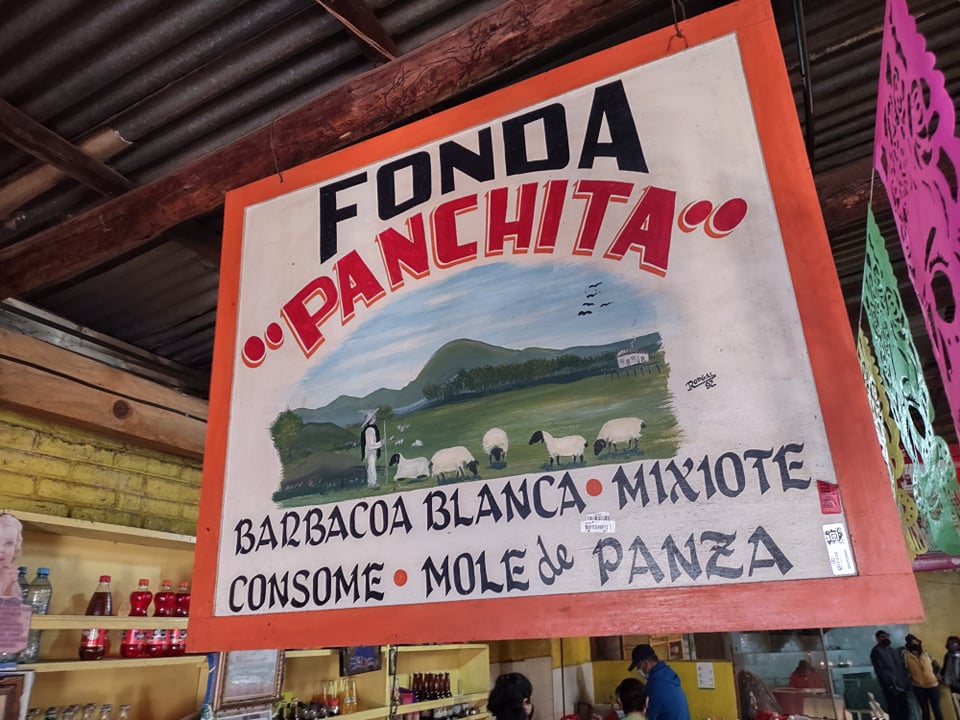 FONDA
"PANCHITA"
BARBACOA BLANCA • MIXIOTE
CONSOME • MOLE de PANZA